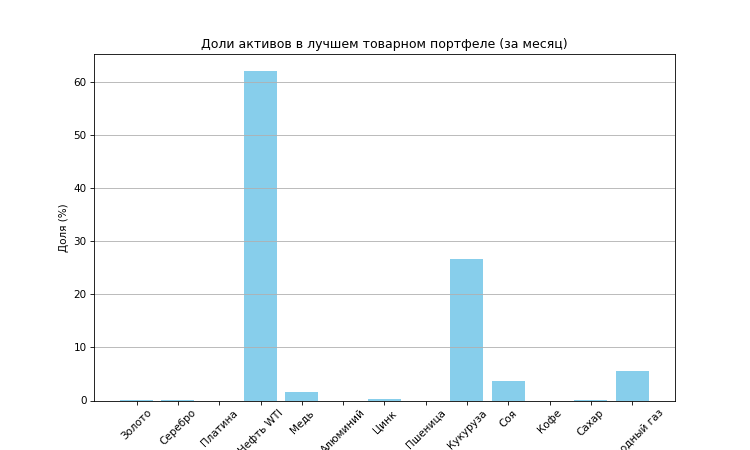 Доли активов в лучшем товарном портфеле (за месяц)
Доля (%)
60
50
40
30
20
10
0
Золото
Серебро
Платина
Нефть WTI
Медь
Алюминий
Цинк
Пшеница
Кукуруза
Соя
Кофе
Сахар
газ